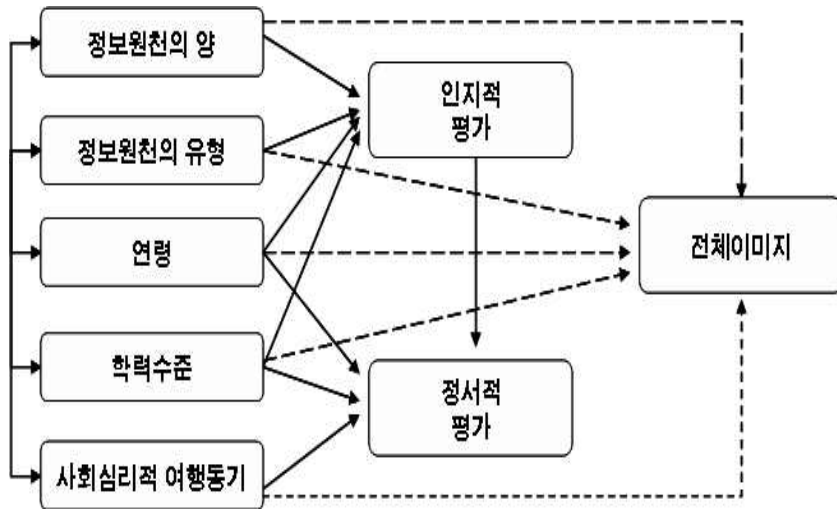 정보원천의 양
인지적
평가
정보원천의 유형
전체이미지
연령
학력수준
정서적
평가
사회심리적 여행동기